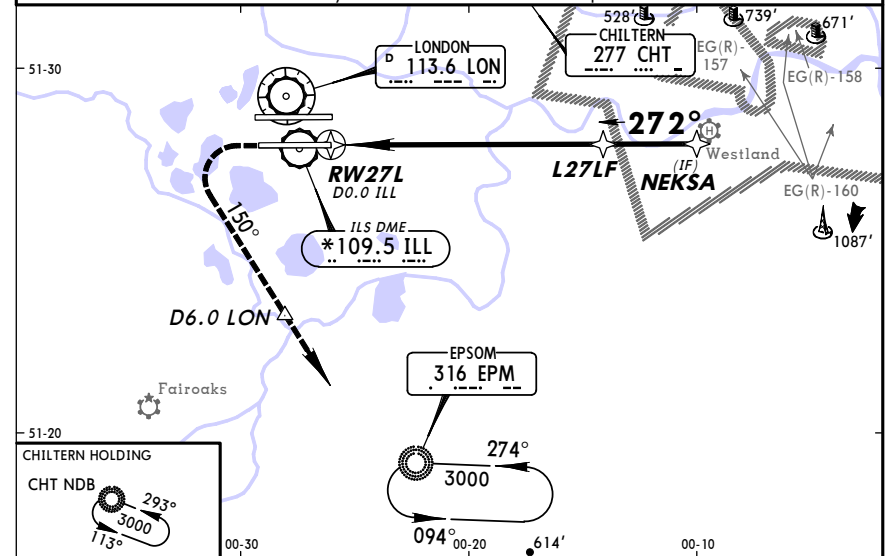 528'
739'
671'
CHILTERN
277 CHT
EG(R)-
157
EG(R)-158
51-30
LONDON
D 113.6 LON
272°
H
Westland
(IF)
NEKSA
L27LF
RW27L
D0.0 ILL
EG(R)-160
1087'
150°
ILS DME
*109.5 ILL
D6.0 LON
EPSOM
316 EPM
Fairoaks
51-20
274°
3000
094°
CHILTERN HOLDING
CHT NDB
293°
3000
113°
00-30
00-20
614'
00-10